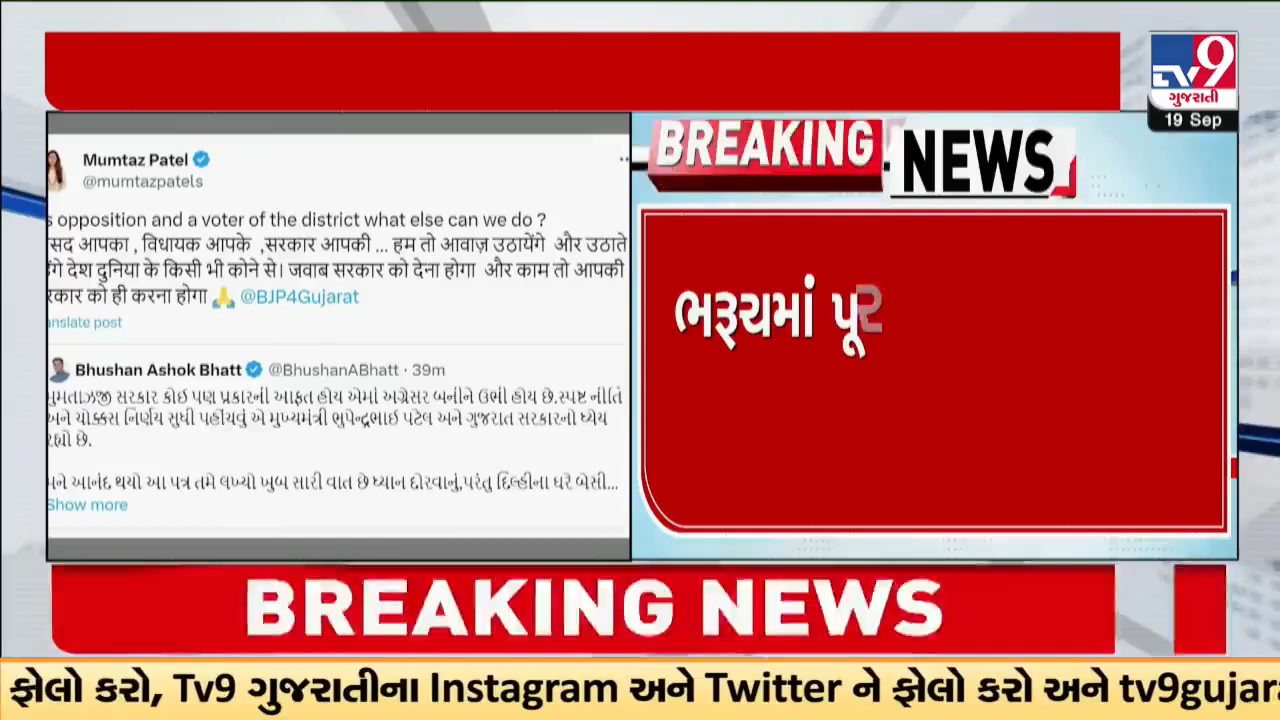 TV9
ગુજરાતી
19 Sep
Mumtaz Patel
@mumtazpatels
s opposition and a voter of the district what else can we do ?
सद आपका , विधायक आपके ,सरकार आपकी ... हम तो आवाज़ उठायेंगे और उठाते
देश दुनिया के किसी भी कोने से। जवाब सरकार को देना होगा और काम तो आपकी
रकार को ही करना होगा 🙏 @BJP4Gujarat
anslate post
Bhushan Ashok Bhatt @BhushanABhatt · 39m
મુમતાઝજી સરકાર કોઈ પણ પ્રકારની આફત હોય એમાં અગ્રેસર બનીને ઉભી હોય છે.સ્પષ્ટ નીતિ
અને ચોક્કસ નિર્ણય સુધી પહોંચવું એ મુખ્યમંત્રી ભુપેન્દ્રભાઈ પટેલ અને ગુજરાત સરકારનો ધ્યેય
રહ્યો છે.
મને આનંદ થયો આ પત્ર તમે લખ્યો ખુબ સારી વાત છે ધ્યાન દોરવાનું,પરંતુ દિલ્હીના ઘરે બેસી...
Show more
BREAKING NEWS
ભરૂચમાં પૂર
BREAKING NEWS
ફોલો કરો, Tv9 ગુજરાતીના Instagram અને Twitter ને ફોલો કરો અને tv9gujar